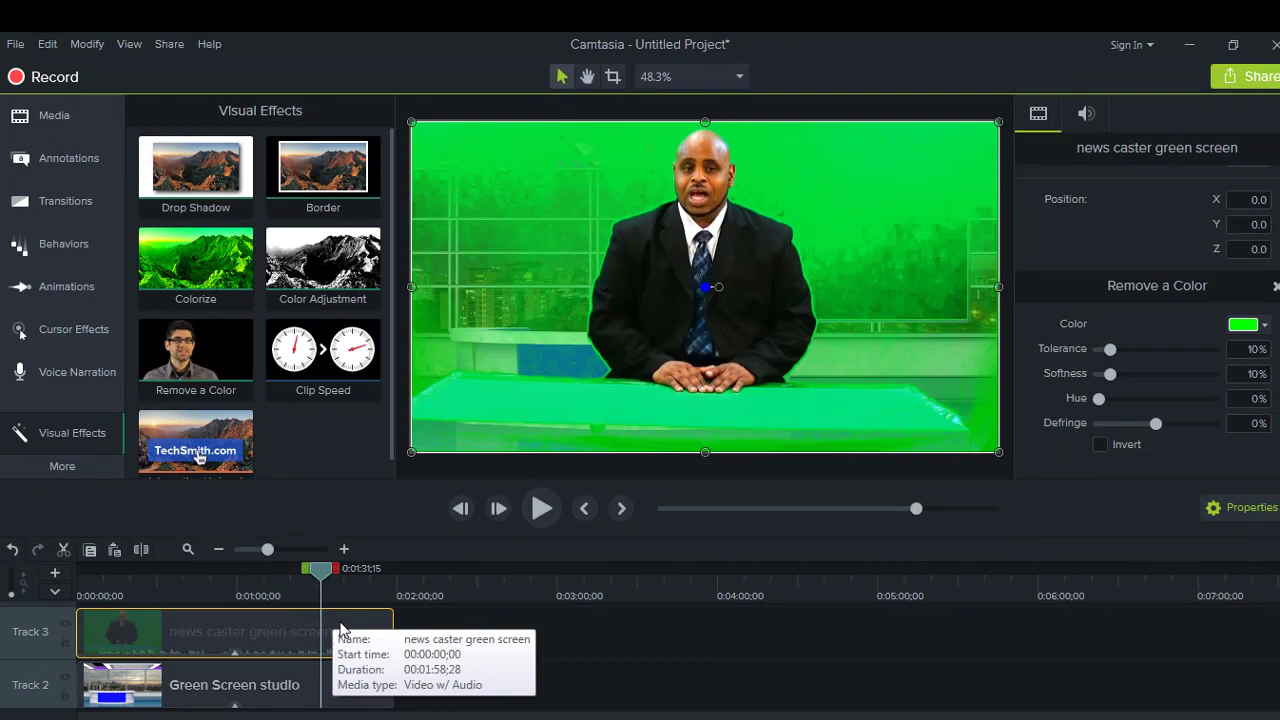 File Edit Modify View Share Help
Camtasia - Untitled Project*
Sign In
Record
48.3%
Share
Media
Annotations
Transitions
Behaviors
Animations
Cursor Effects
Voice Narration
Visual Effects
More
Visual Effects
Drop Shadow
Border
Colorize
Color Adjustment
Remove a Color
Clip Speed
TechSmith.com
news caster green screen
Position: X 0.0
Y 0.0
Z 0.0
Remove a Color
Color
Tolerance 10%
Softness 10%
Hue 0%
Defringe 0%
Invert
Properties
0:01:31;15
0:00:00;00 0:01:00;00 0:02:00;00 0:03:00;00 0:04:00;00 0:05:00;00 0:06:00;00 0:07:00;00
Track 3
news caster green screen
Name: news caster green screen
Start time: 00:00:00;00
Duration: 00:01:58;28
Media type: Video w/ Audio
Track 2
Green Screen studio